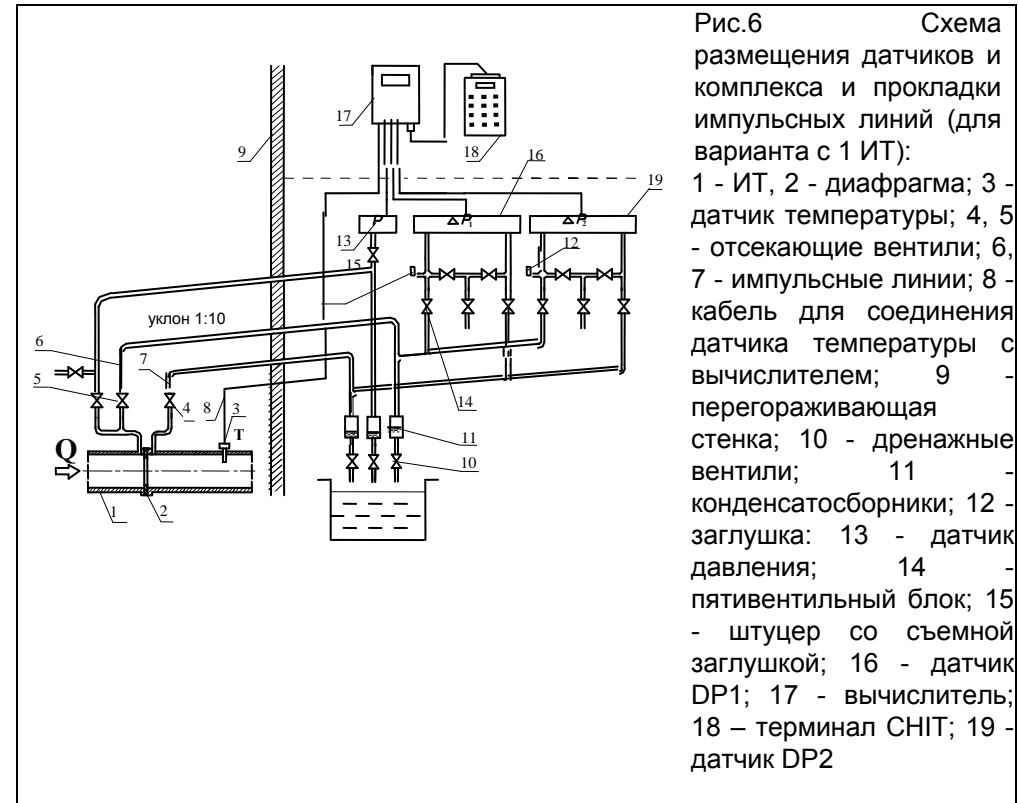 Рис.6 Схема
размещения датчиков и
комплекса и прокладки
импульсных линий (для
варианта с 1 ИТ):
1 - ИТ, 2 - диафрагма; 3 -
датчик температуры; 4, 5
- отсекающие вентили; 6,
7 - импульсные линии; 8 -
кабель для соединения
датчика температуры с
вычислителем; 9 -
перегораживающая
стенка; 10 - дренажные
вентили; 11 -
конденсатосборники; 12 -
заглушка: 13 - датчик
давления; 14 -
пятивентильный блок; 15
- штуцер со съемной
заглушкой; 16 - датчик
DP1; 17 - вычислитель;
18 – терминал CHIT; 19 -
датчик DP2
17
18
9
16
19
P
△ P1
△ P2
13
12
15
уклон 1:10
6
7
5
8
4
3
T
14
11
10
Q
1
2